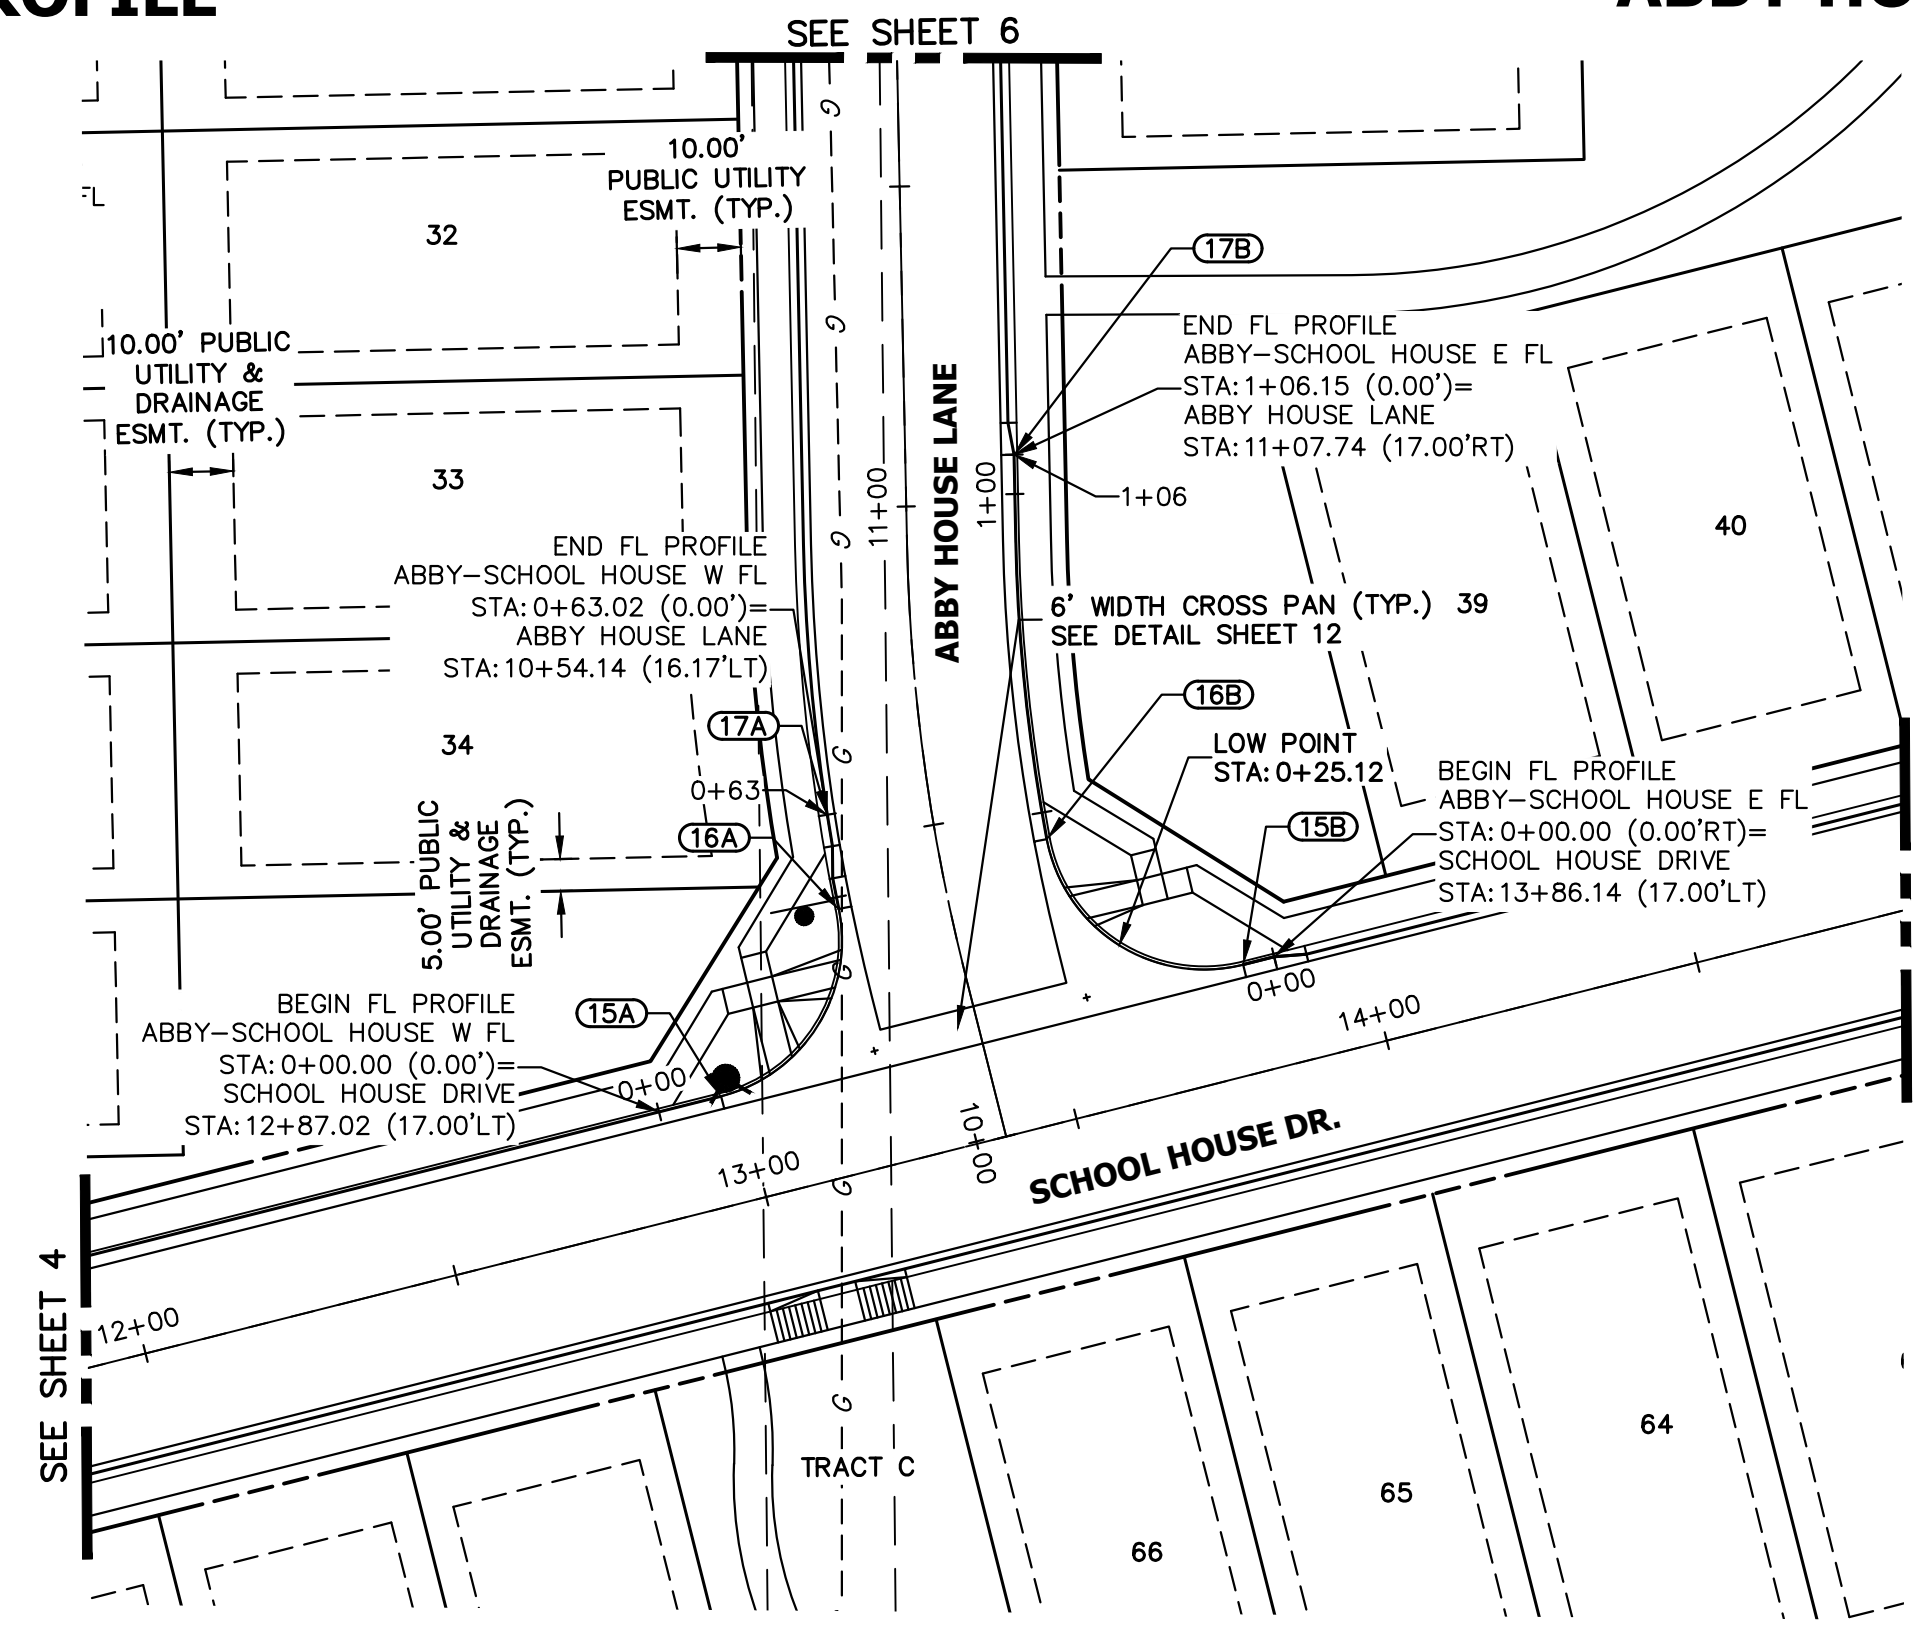 SEE SHEET 6
G
10.00'
PUBLIC UTILITY
ESMT. (TYP.)
FL
32
17B
10.00' PUBLIC
UTILITY &
DRAINAGE
ESMT. (TYP.)
G
END FL PROFILE
ABBY-SCHOOL HOUSE E FL
STA:1+06.15 (0.00')=
ABBY HOUSE LANE
STA:11+07.74 (17.00'RT)
33
11+00
ABBY HOUSE LANE
1+00
1+06
40
G
END FL PROFILE
ABBY-SCHOOL HOUSE W FL
STA:0+63.02 (0.00')=
ABBY HOUSE LANE
STA:10+54.14 (16.17'LT)
6' WIDTH CROSS PAN (TYP.)
SEE DETAIL SHEET 12
39
16B
17A
34
G
LOW POINT
STA:0+25.12
0+63
16A
15B
BEGIN FL PROFILE
ABBY-SCHOOL HOUSE E FL
STA:0+00.00 (0.00'RT)=
SCHOOL HOUSE DRIVE
STA:13+86.14 (17.00'LT)
5.00' PUBLIC
UTILITY &
DRAINAGE
ESMT. (TYP.)
G
0+00
14+00
BEGIN FL PROFILE
ABBY-SCHOOL HOUSE W FL
STA:0+00.00 (0.00')=
SCHOOL HOUSE DRIVE
STA:12+87.02 (17.00'LT)
15A
0+00
10+00
13+00
G
SCHOOL HOUSE DR.
SEE SHEET 4
12+00
G
TRACT C
64
65
66